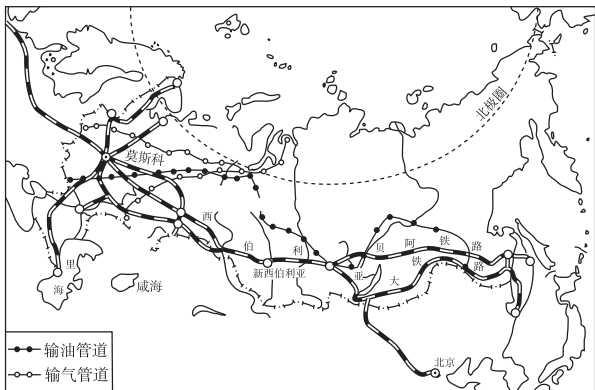 北极圈
莫斯科
西伯利亚大铁路
贝阿铁路
新西伯利亚
里海
咸海
北京
输油管道
输气管道